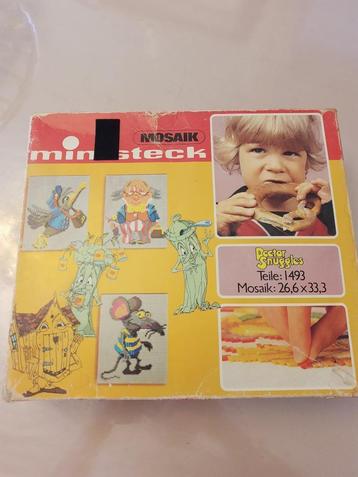 MOSAIK
ministeck
Doctor
Snuggles
Teile: 1493
Mosaik: 26,6 x 33,3